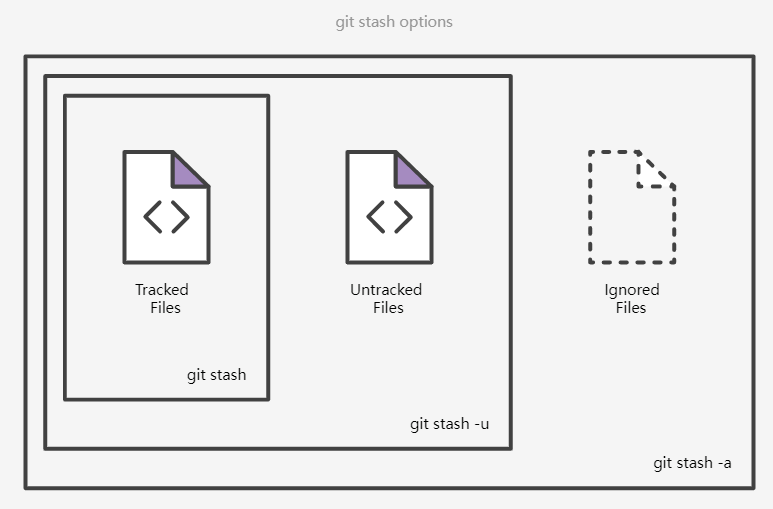 git stash options
Tracked
Files
Untracked
Files
Ignored
Files
git stash
git stash -u
git stash -a